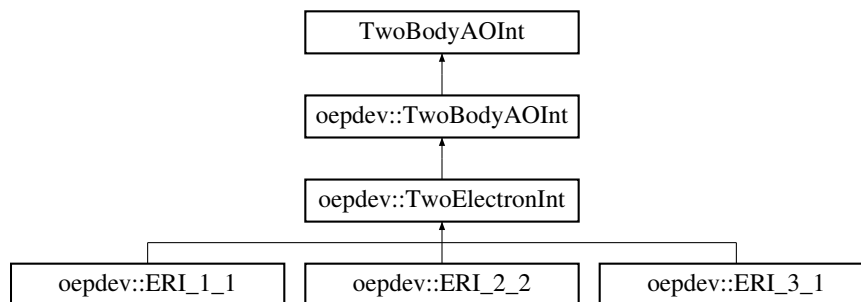 TwoBodyAOInt
oepdev::TwoBodyAOInt
oepdev::TwoElectronInt
oepdev::ERI_1_1
oepdev::ERI_2_2
oepdev::ERI_3_1